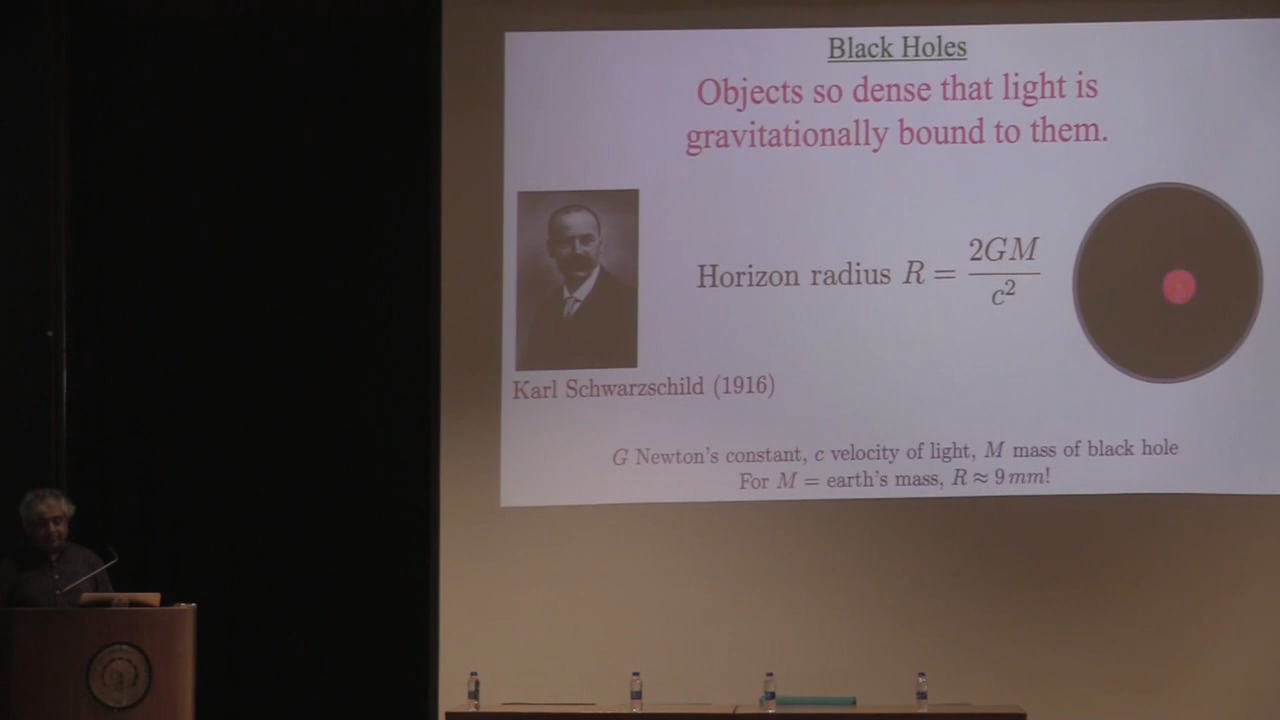 Black Holes
Objects so dense that light is
gravitationally bound to them.
Horizon radius R = 2GM / c²
Karl Schwarzschild (1916)
G Newton's constant, c velocity of light, M mass of black hole
For M = earth's mass, R ≈ 9 mm!